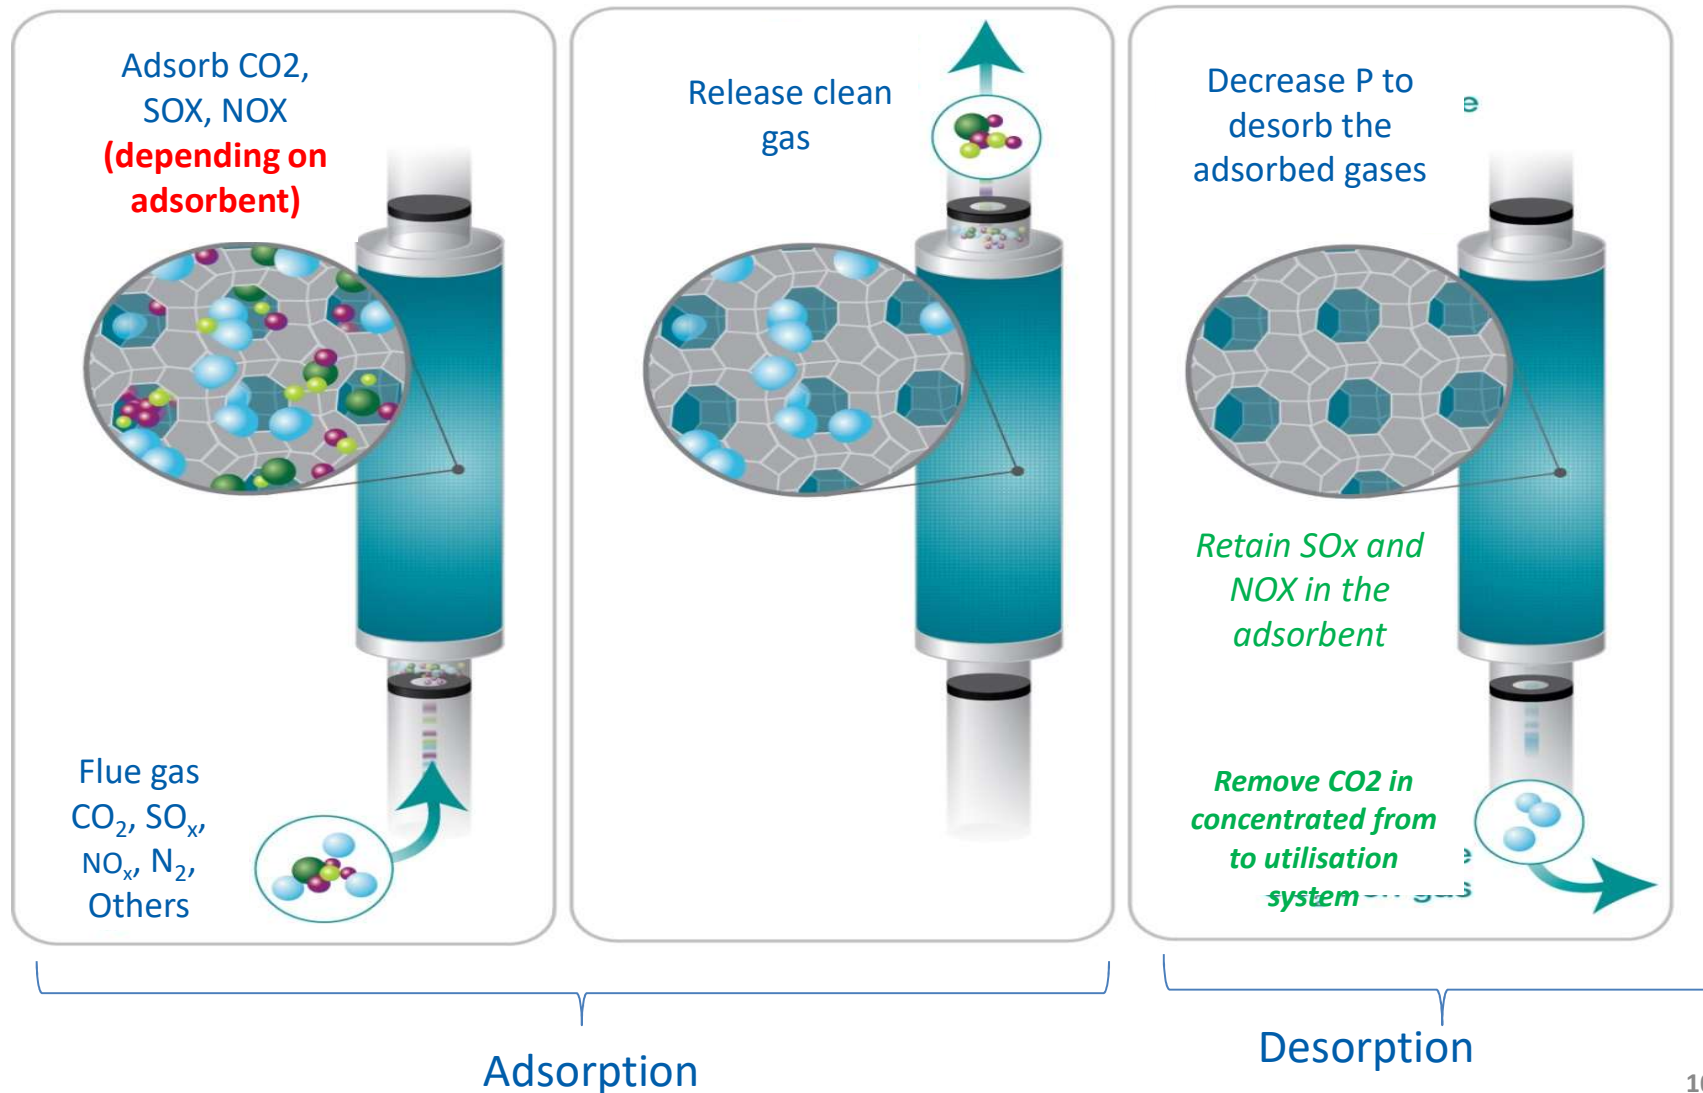 Adsorb CO2,
SOX, NOX
(depending on
adsorbent)
Flue gas
CO₂, SOₓ,
NOₓ, N₂,
Others
Release clean
gas
Decrease P to
desorb the
adsorbed gases
e
Retain SOx and
NOX in the
adsorbent
Remove CO2 in
concentrated from
to utilisation
system
e
gas
Adsorption
Desorption